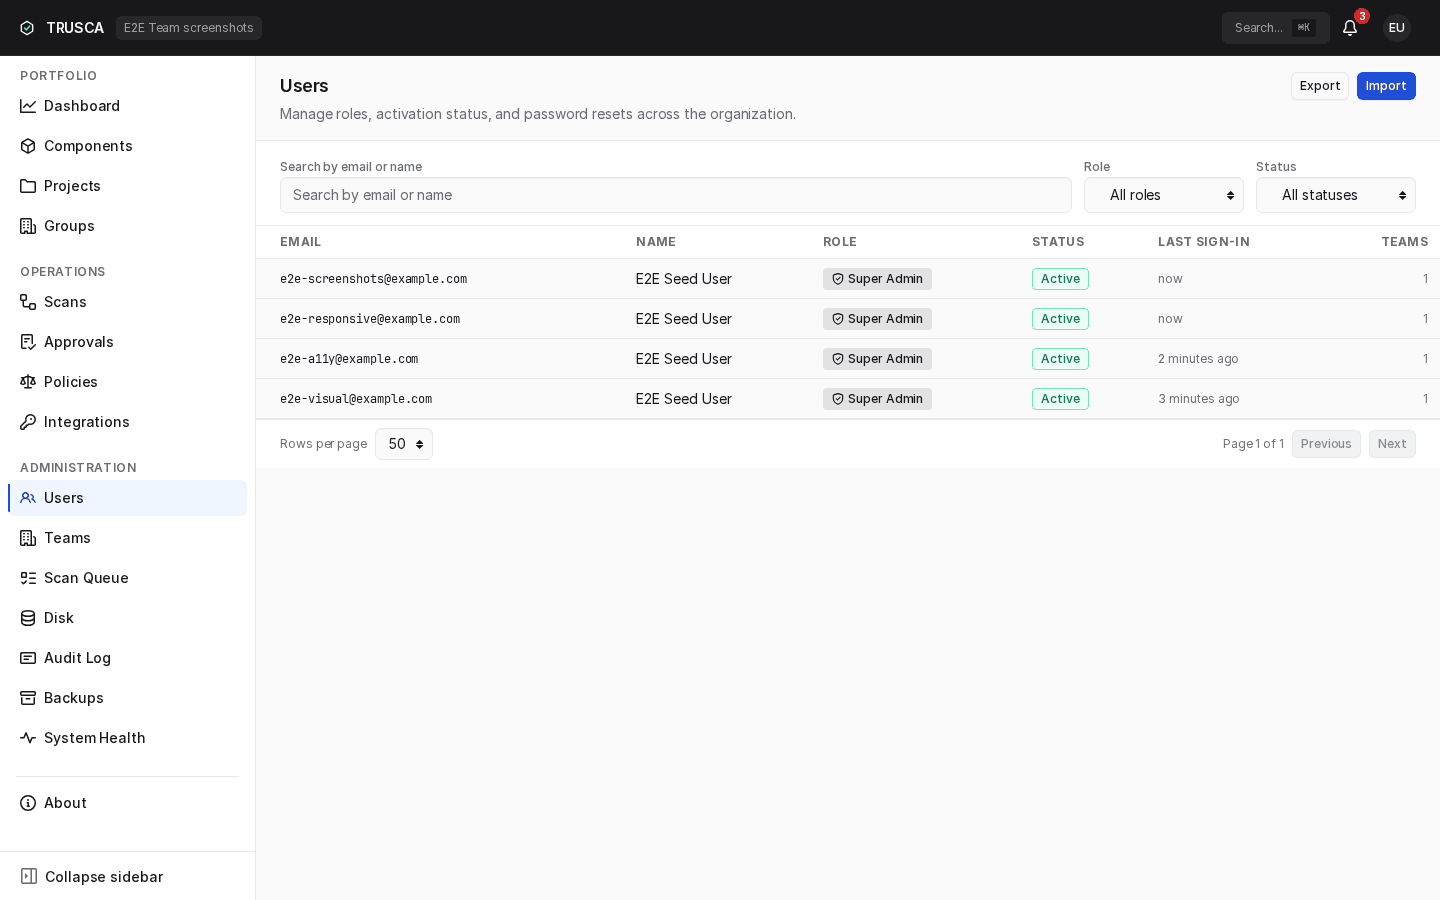 TRUSCA E2E Team screenshots Search... ⌘K 3 EU
PORTFOLIO
Dashboard
Components
Projects
Groups
OPERATIONS
Scans
Approvals
Policies
Integrations
ADMINISTRATION
Users
Teams
Scan Queue
Disk
Audit Log
Backups
System Health
About
Collapse sidebar
Users
Manage roles, activation status, and password resets across the organization.
Export Import
Search by email or name Role Status
Search by email or name All roles All statuses
EMAIL NAME ROLE STATUS LAST SIGN-IN TEAMS
e2e-screenshots@example.com E2E Seed User Super Admin Active now 1
e2e-responsive@example.com E2E Seed User Super Admin Active now 1
e2e-a11y@example.com E2E Seed User Super Admin Active 2 minutes ago 1
e2e-visual@example.com E2E Seed User Super Admin Active 3 minutes ago 1
Rows per page 50 Page 1 of 1 Previous Next